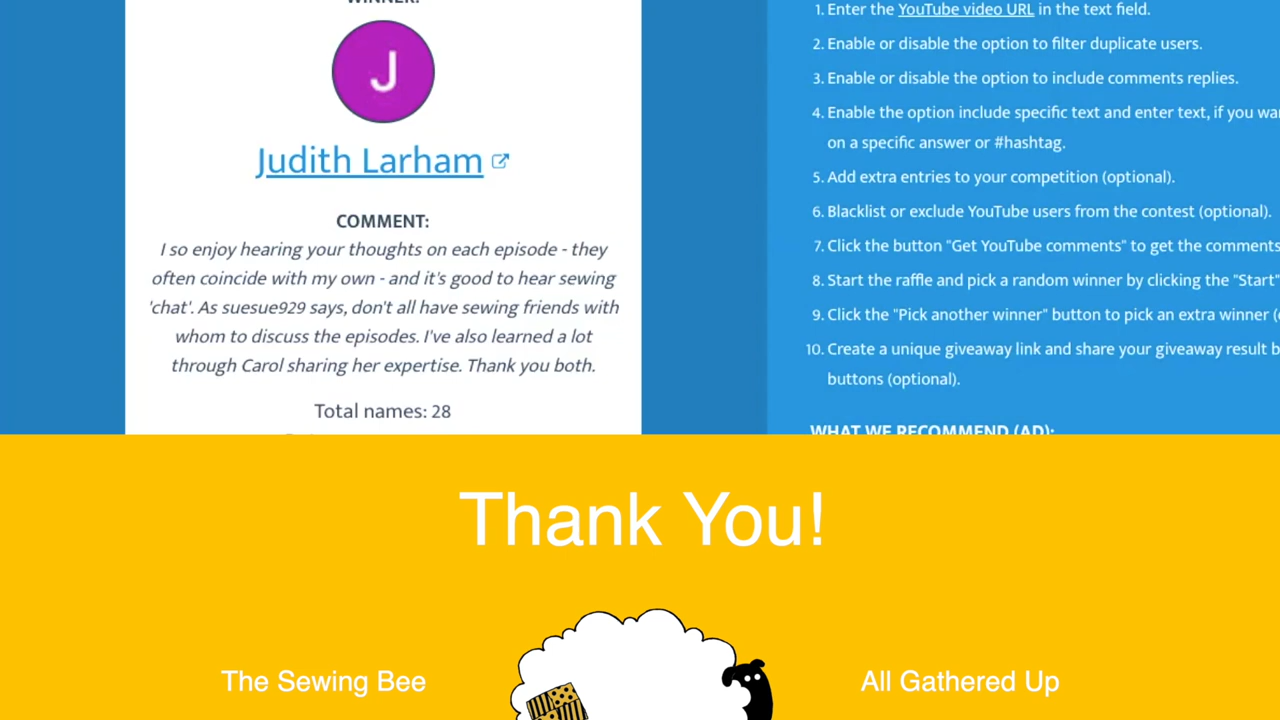 WINNER:
J
Judith Larham
COMMENT:
I so enjoy hearing your thoughts on each episode - they
often coincide with my own - and it's good to hear sewing
'chat'. As suesue929 says, don't all have sewing friends with
whom to discuss the episodes. I've also learned a lot
through Carol sharing her expertise. Thank you both.
Total names: 28
1. Enter the YouTube video URL in the text field.
2. Enable or disable the option to filter duplicate users.
3. Enable or disable the option to include comments replies.
4. Enable the option include specific text and enter text, if you
on a specific answer or #hashtag.
5. Add extra entries to your competition (optional).
6. Blacklist or exclude YouTube users from the contest (optional).
7. Click the button "Get YouTube comments" to get the comments
8. Start the raffle and pick a random winner by clicking the "Start"
9. Click the "Pick another winner" button to pick an extra winner
10. Create a unique giveaway link and share your giveaway result
buttons (optional).
WHAT WE RECOMMEND (AD):
Thank You!
The Sewing Bee
All Gathered Up